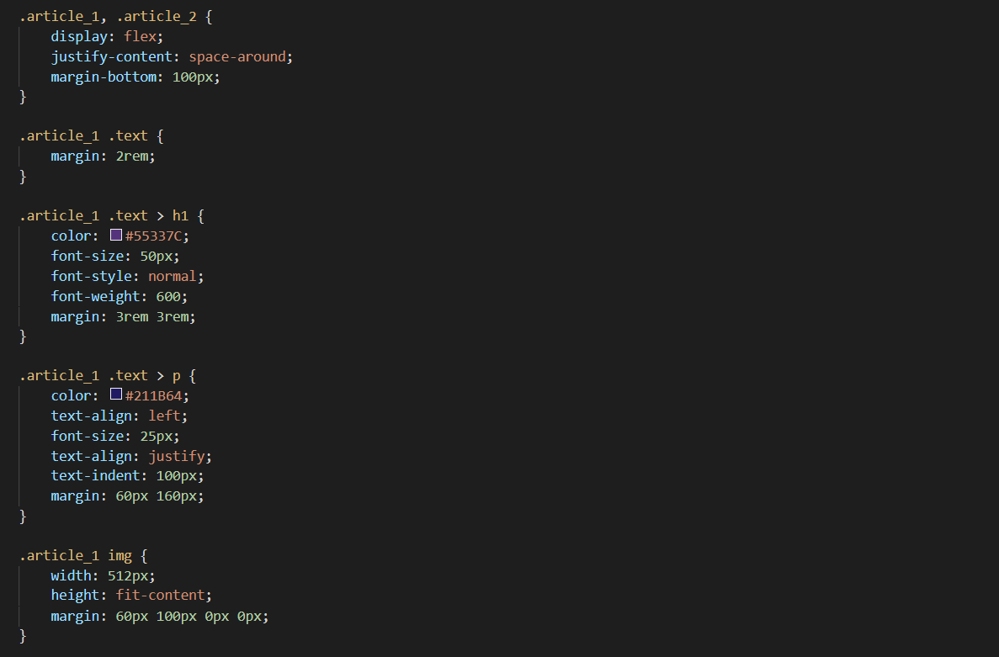 .article_1, .article_2 {
    display: flex;
    justify-content: space-around;
    margin-bottom: 100px;
}

.article_1 .text {
    margin: 2rem;
}

.article_1 .text > h1 {
    color: #55337C;
    font-size: 50px;
    font-style: normal;
    font-weight: 600;
    margin: 3rem 3rem;
}

.article_1 .text > p {
    color: #211B64;
    text-align: left;
    font-size: 25px;
    text-align: justify;
    text-indent: 100px;
    margin: 60px 160px;
}

.article_1 img {
    width: 512px;
    height: fit-content;
    margin: 60px 100px 0px 0px;
}